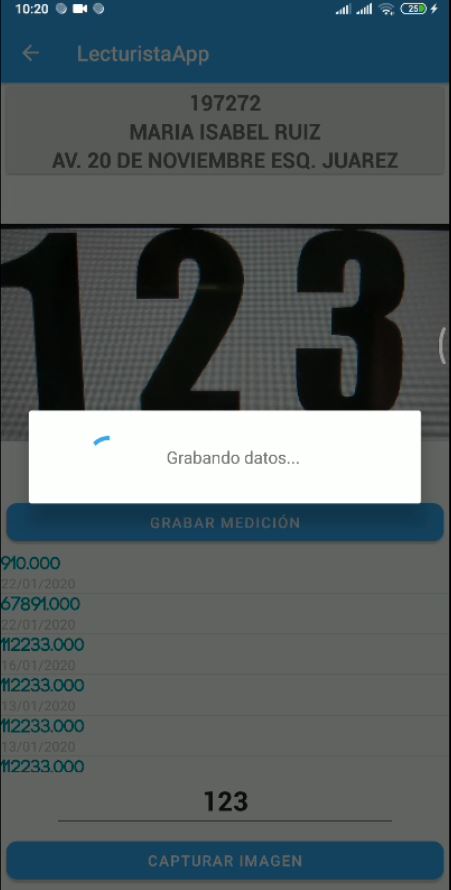 10:20 25
LecturistaApp
197272
MARIA ISABEL RUIZ
AV. 20 DE NOVIEMBRE ESQ. JUAREZ
123
Grabando datos...
GRABAR MEDICIÓN
910.000
22/01/2020
67891.000
22/01/2020
112233.000
16/01/2020
112233.000
13/01/2020
112233.000
13/01/2020
112233.000
123
CAPTURAR IMAGEN